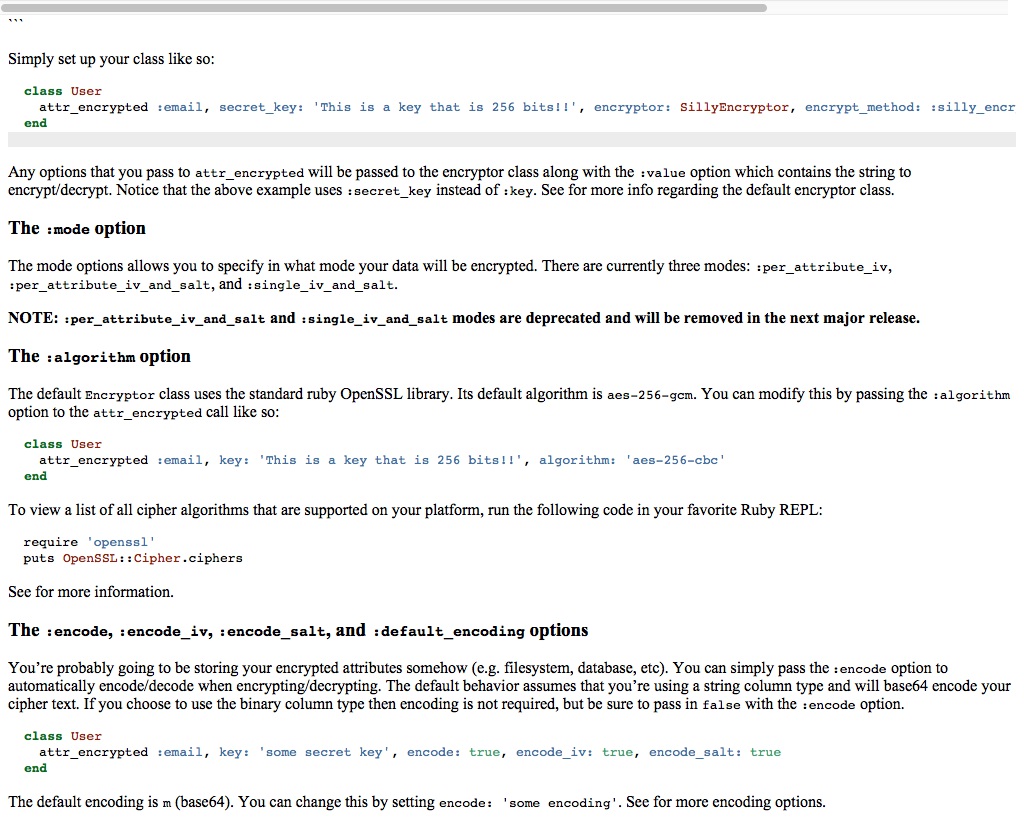 ```
Simply set up your class like so:
class User
attr_encrypted :email, secret_key: 'This is a key that is 256 bits!!', encryptor: SillyEncryptor, encrypt_method: :silly_encr
end
Any options that you pass to attr_encrypted will be passed to the encryptor class along with the :value option which contains the string to
encrypt/decrypt. Notice that the above example uses :secret_key instead of :key. See for more info regarding the default encryptor class.
The :mode option
The mode options allows you to specify in what mode your data will be encrypted. There are currently three modes: :per_attribute_iv,
:per_attribute_iv_and_salt, and :single_iv_and_salt.
NOTE: :per_attribute_iv_and_salt and :single_iv_and_salt modes are deprecated and will be removed in the next major release.
The :algorithm option
The default Encryptor class uses the standard ruby OpenSSL library. Its default algorithm is aes-256-gcm. You can modify this by passing the :algorithm
option to the attr_encrypted call like so:
class User
attr_encrypted :email, key: 'This is a key that is 256 bits!!', algorithm: 'aes-256-cbc'
end
To view a list of all cipher algorithms that are supported on your platform, run the following code in your favorite Ruby REPL:
require 'openssl'
puts OpenSSL::Cipher.ciphers
See for more information.
The :encode, :encode_iv, :encode_salt, and :default_encoding options
You’re probably going to be storing your encrypted attributes somehow (e.g. filesystem, database, etc). You can simply pass the :encode option to
automatically encode/decode when encrypting/decrypting. The default behavior assumes that you’re using a string column type and will base64 encode your
cipher text. If you choose to use the binary column type then encoding is not required, but be sure to pass in false with the :encode option.
class User
attr_encrypted :email, key: 'some secret key', encode: true, encode_iv: true, encode_salt: true
end
The default encoding is m (base64). You can change this by setting encode: 'some encoding'. See for more encoding options.